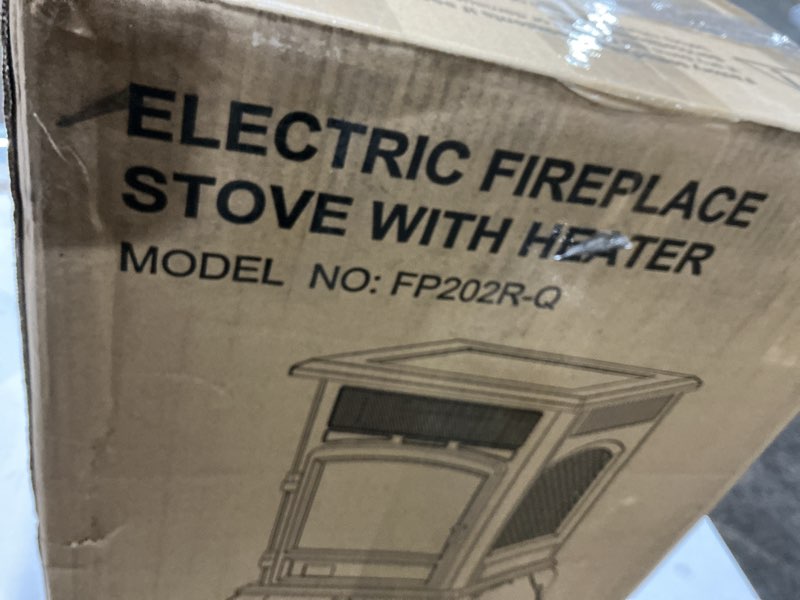 ELECTRIC FIREPLACE
STOVE WITH HEATER
MODEL NO: FP202R-Q